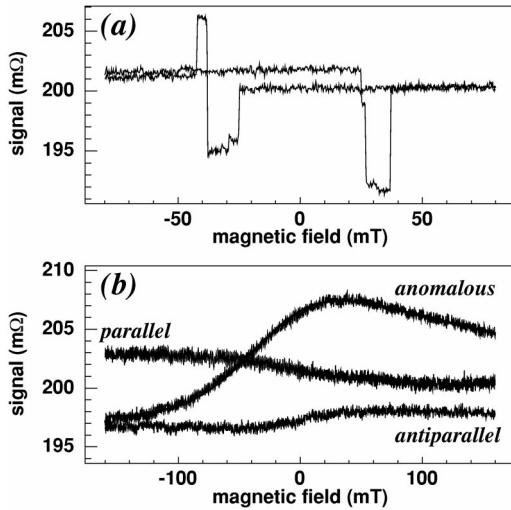 (a)
205
200
195
signal (mΩ)
-50
0
50
magnetic field (mT)
(b)
210
205
200
195
signal (mΩ)
anomalous
parallel
antiparallel
-100
0
100
magnetic field (mT)